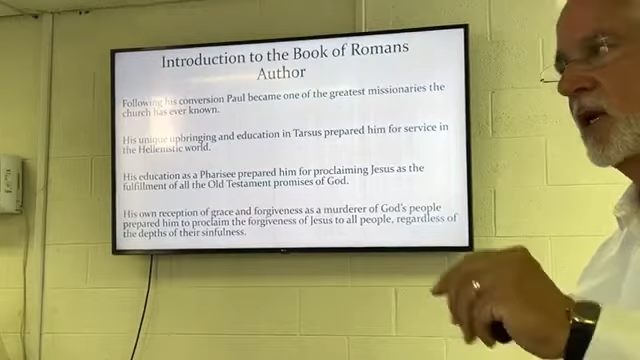 Introduction to the Book of Romans
Author
Following his conversion Paul became one of the greatest missionaries the
church has ever known.
His unique upbringing and education in Tarsus prepared him for service in
the Hellenistic world.
His education as a Pharisee prepared him for proclaiming Jesus as the
fulfillment of all the Old Testament promises of God.
His own reception of grace and forgiveness as a murderer of God's people
prepared him to proclaim the forgiveness of Jesus to all people, regardless of
the depths of their sinfulness.